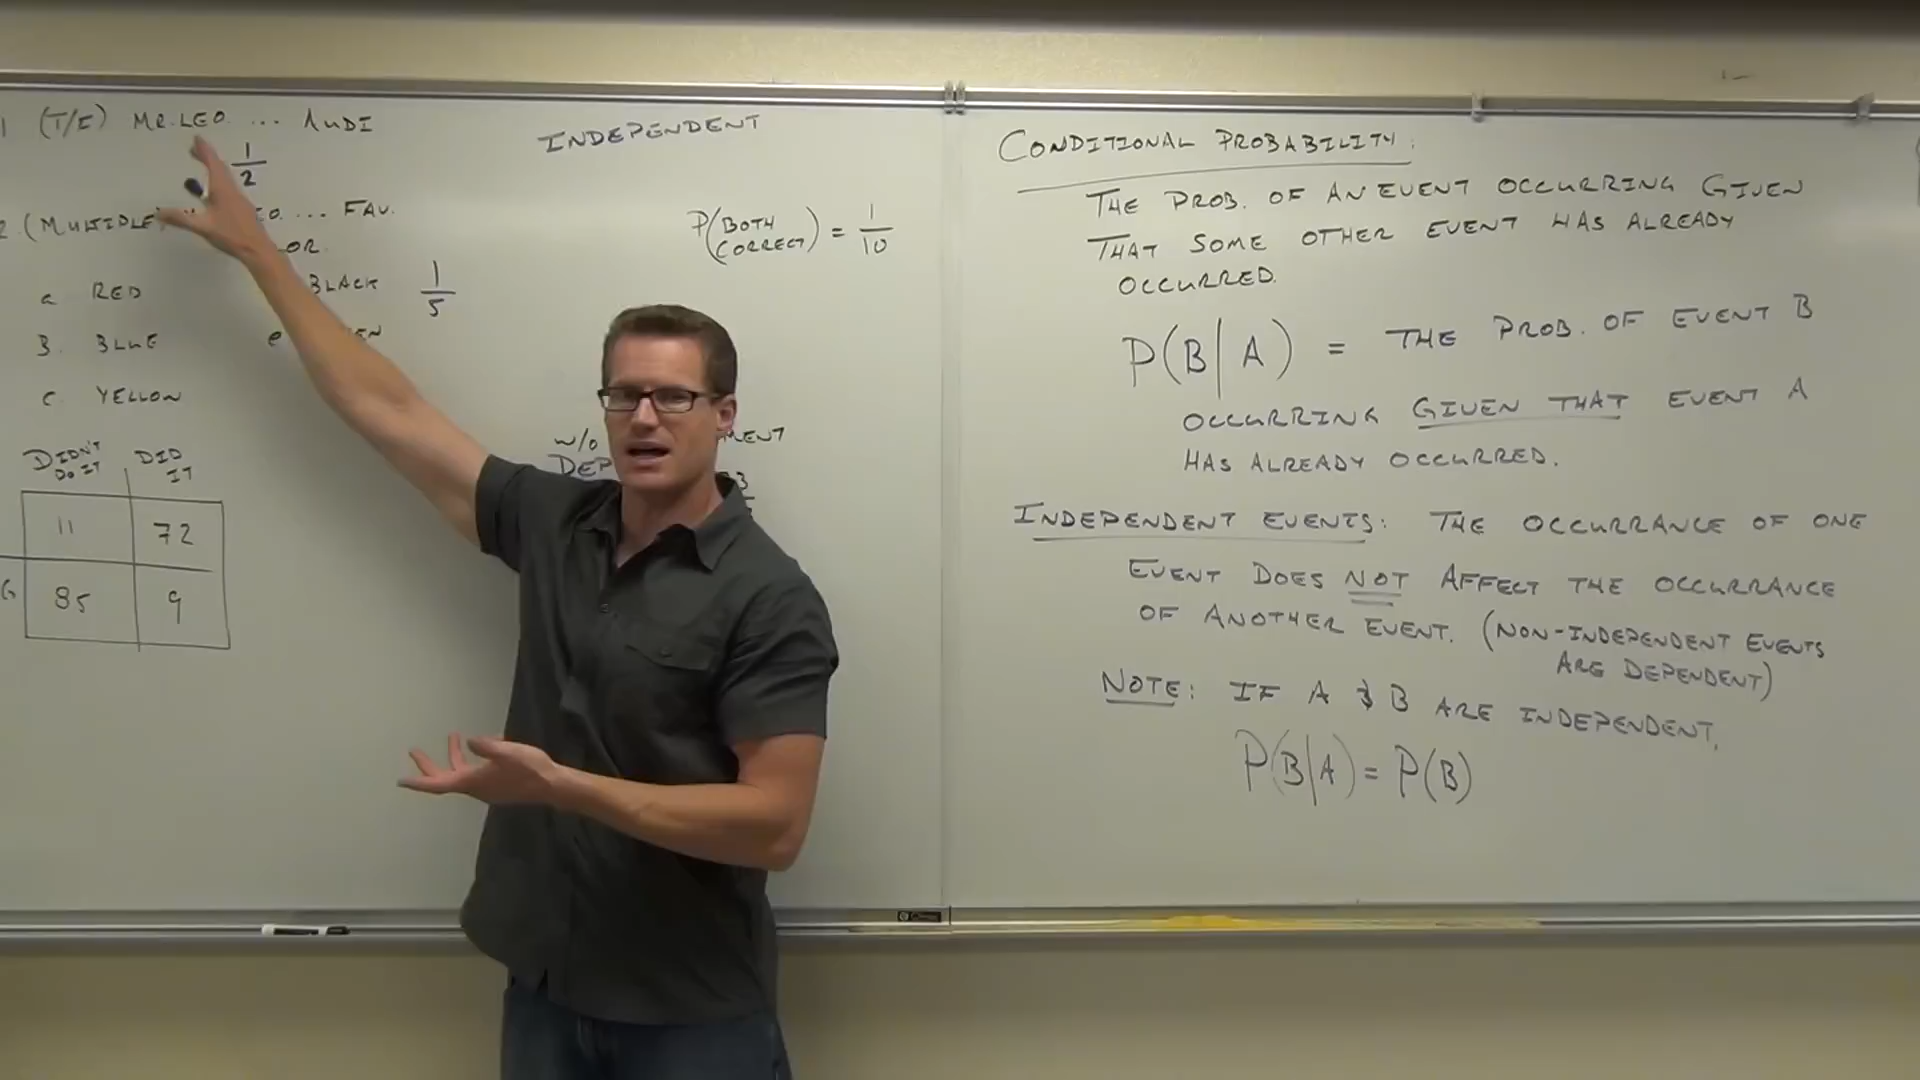 1 (T/F) MR. LEO. ... AUDI
1/2
2. (MULTIPLE) ... FAV.
a RED
BLACK
1/5
B. BLUE
e
C. YELLOW
DIDN'T DO IT
DID IT
11
72
G
85
9
INDEPENDENT
P(BOTH CORRECT) = 1/10
W/O
DEP
CONDITIONAL PROBABILITY:
THE PROB. OF AN EVENT OCCURRING GIVEN
THAT SOME OTHER EVENT HAS ALREADY
OCCURRED.
P(B|A) = THE PROB. OF EVENT B
OCCURRING GIVEN THAT EVENT A
HAS ALREADY OCCURRED.
INDEPENDENT EVENTS: THE OCCURRANCE OF ONE
EVENT DOES NOT AFFECT THE OCCURRANCE
OF ANOTHER EVENT. (NON-INDEPENDENT EVENTS
ARE DEPENDENT)
NOTE: IF A & B ARE INDEPENDENT,
P(B|A) = P(B)